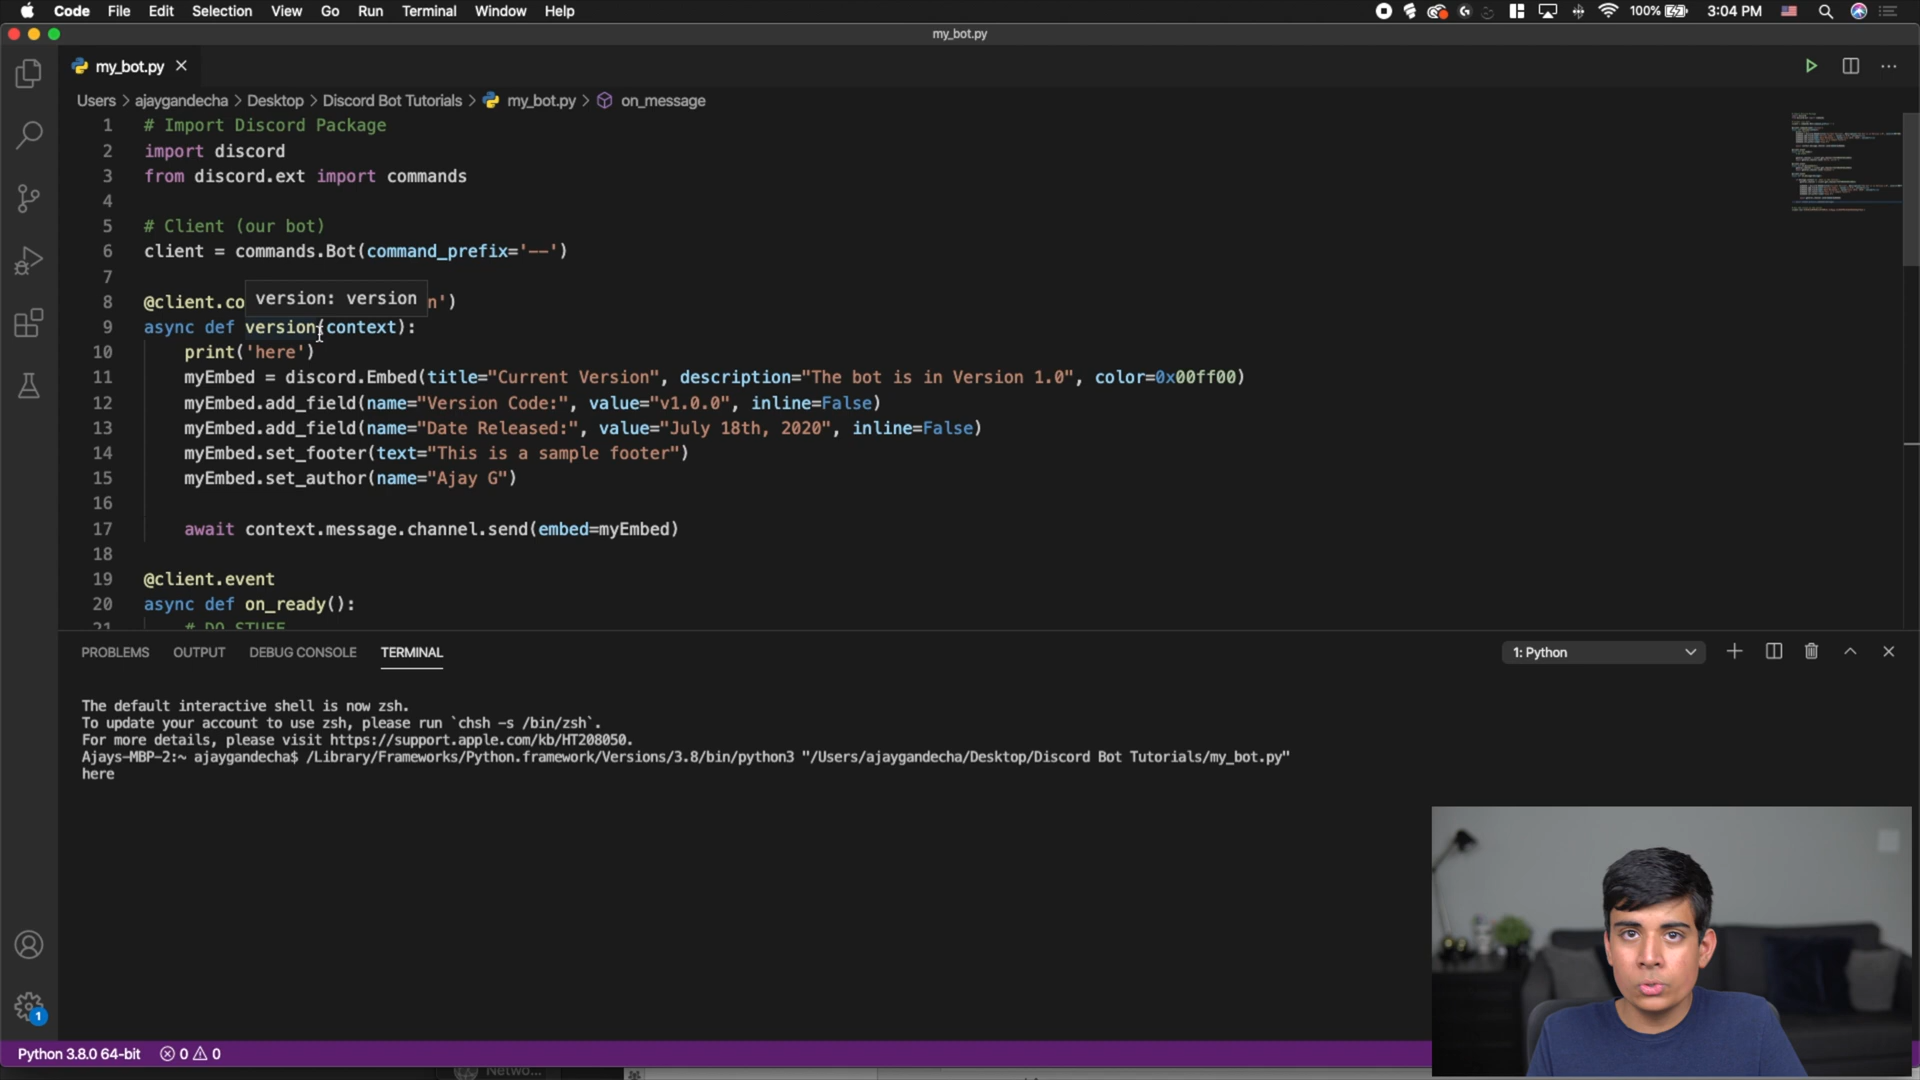 Code File Edit Selection View Go Run Terminal Window Help
100% 3:04 PM
my_bot.py
my_bot.py
Users > ajaygandecha > Desktop > Discord Bot Tutorials > my_bot.py > on_message
1 # Import Discord Package
2 import discord
3 from discord.ext import commands
4
5 # Client (our bot)
6 client = commands.Bot(command_prefix='--')
7
version: version
8 @client.co n')
9 async def version(context):
10 print('here')
11 myEmbed = discord.Embed(title="Current Version", description="The bot is in Version 1.0", color=0x00ff00)
12 myEmbed.add_field(name="Version Code:", value="v1.0.0", inline=False)
13 myEmbed.add_field(name="Date Released:", value="July 18th, 2020", inline=False)
14 myEmbed.set_footer(text="This is a sample footer")
15 myEmbed.set_author(name="Ajay G")
16
17 await context.message.channel.send(embed=myEmbed)
18
19 @client.event
20 async def on_ready():
21 # DO STUFF
PROBLEMS OUTPUT DEBUG CONSOLE TERMINAL 1: Python
The default interactive shell is now zsh.
To update your account to use zsh, please run `chsh -s /bin/zsh`.
For more details, please visit https://support.apple.com/kb/HT208050.
Ajays-MBP-2:~ ajaygandecha$ /Library/Frameworks/Python.framework/Versions/3.8/bin/python3 "/Users/ajaygandecha/Desktop/Discord Bot Tutorials/my_bot.py"
here
1
Python 3.8.0 64-bit 0 0
Netwo...